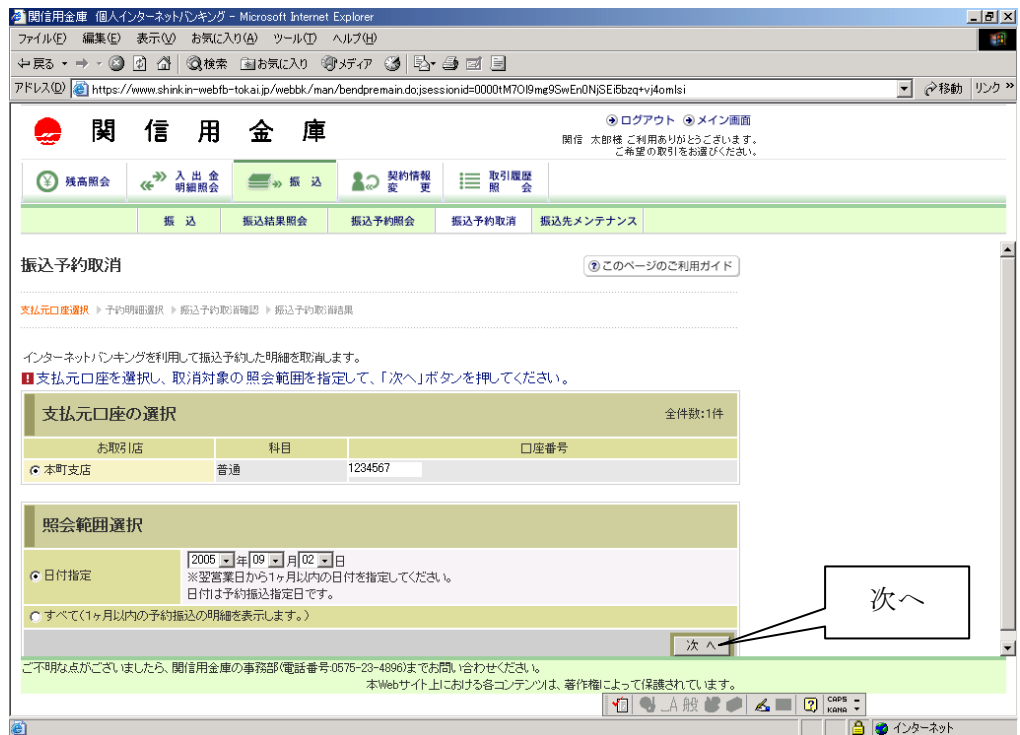 関信用金庫 個人インターネットバンキング - Microsoft Internet Explorer
ファイル(F) 編集(E) 表示(V) お気に入り(A) ツール(T) ヘルプ(H)
戻る 検索 お気に入り メディア
アドレス(D) https://www.shinkin-webfb-tokai.jp/webbk/man/bendpremain.do;jsessionid=0000tM7OI9mg9SwEn0NjSEi5bzq+vj4omlsi 移動 リンク »
関 信 用 金 庫
ログアウト メイン画面
関信 太郎様 ご利用ありがとうございます。
ご希望の取引をお選びください。
残高照会
入 出 金
明細照会
振 込
契約情報
変 更
取引履歴
照 会
振 込 振込結果照会 振込予約照会 振込予約取消 振込先メンテナンス
振込予約取消
このページのご利用ガイド
支払元口座選択 予約明細選択 振込予約取消確認 振込予約取消結果
インターネットバンキングを利用して振込予約した明細を取消します。
支払元口座を選択し、取消対象の照会範囲を指定して、「次へ」ボタンを押してください。
支払元口座の選択 全件数:1件
お取引店 科目 口座番号
本町支店 普通 1234567
照会範囲選択
日付指定
2005 年 09 月 02 日
※翌営業日から1ヶ月以内の日付を指定してください。
日付は予約振込指定日です。
すべて(1ヶ月以内の予約振込の明細を表示します。)
次へ
次 へ
ご不明な点がございましたら、関信用金庫の事務部(電話番号:0575-23-4896)までお問い合わせください。
本Webサイト上における各コンテンツは、著作権によって保護されています。
A 般 CAPS
KANA
インターネット